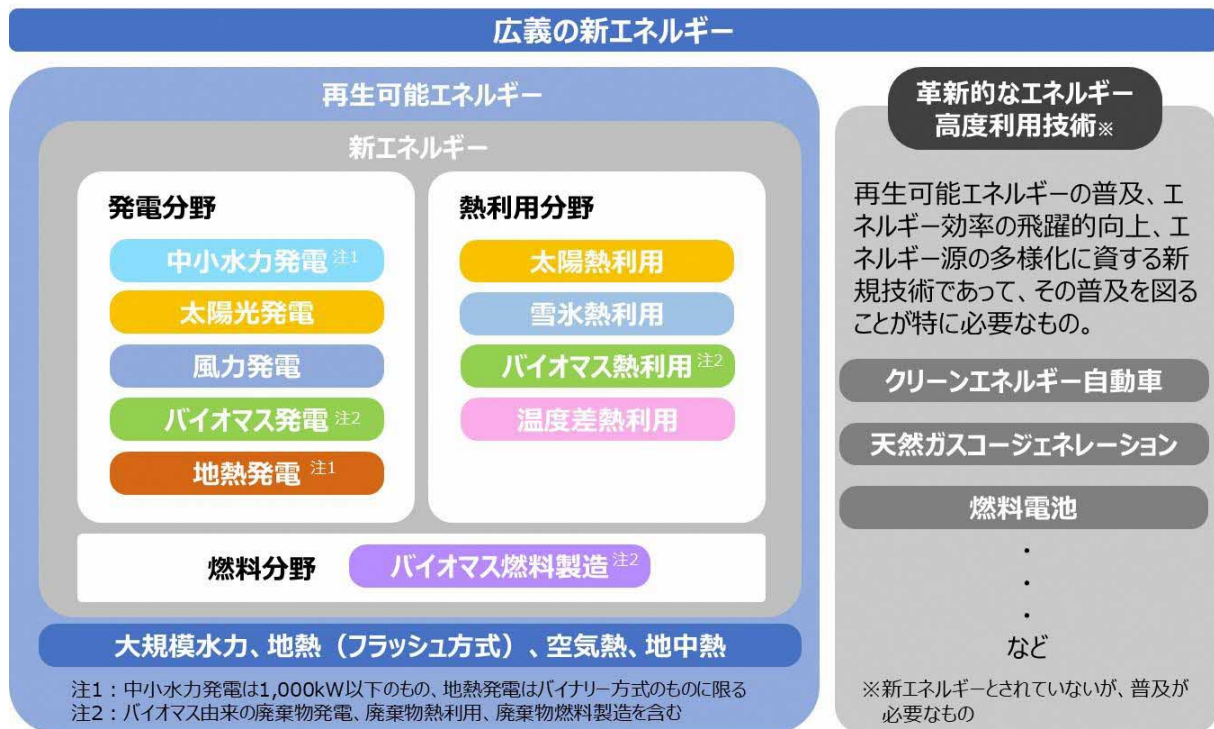 広義の新エネルギー
再生可能エネルギー
新エネルギー
発電分野
中小水力発電 注1
太陽光発電
風力発電
バイオマス発電 注2
地熱発電 注1
熱利用分野
太陽熱利用
雪氷熱利用
バイオマス熱利用 注2
温度差熱利用
燃料分野
バイオマス燃料製造 注2
大規模水力、地熱（フラッシュ方式）、空気熱、地中熱
注1：中小水力発電は1,000kW以下のもの、地熱発電はバイナリー方式のものに限る
注2：バイオマス由来の廃棄物発電、廃棄物熱利用、廃棄物燃料製造を含む
革新的なエネルギー
高度利用技術※
再生可能エネルギーの普及、エ
ネルギー効率の飛躍的向上、エ
ネルギー源の多様化に資する新
規技術であって、その普及を図る
ことが特に必要なもの。
クリーンエネルギー自動車
天然ガスコージェネレーション
燃料電池
・
・
・
など
※新エネルギーとされていないが、普及が
必要なもの